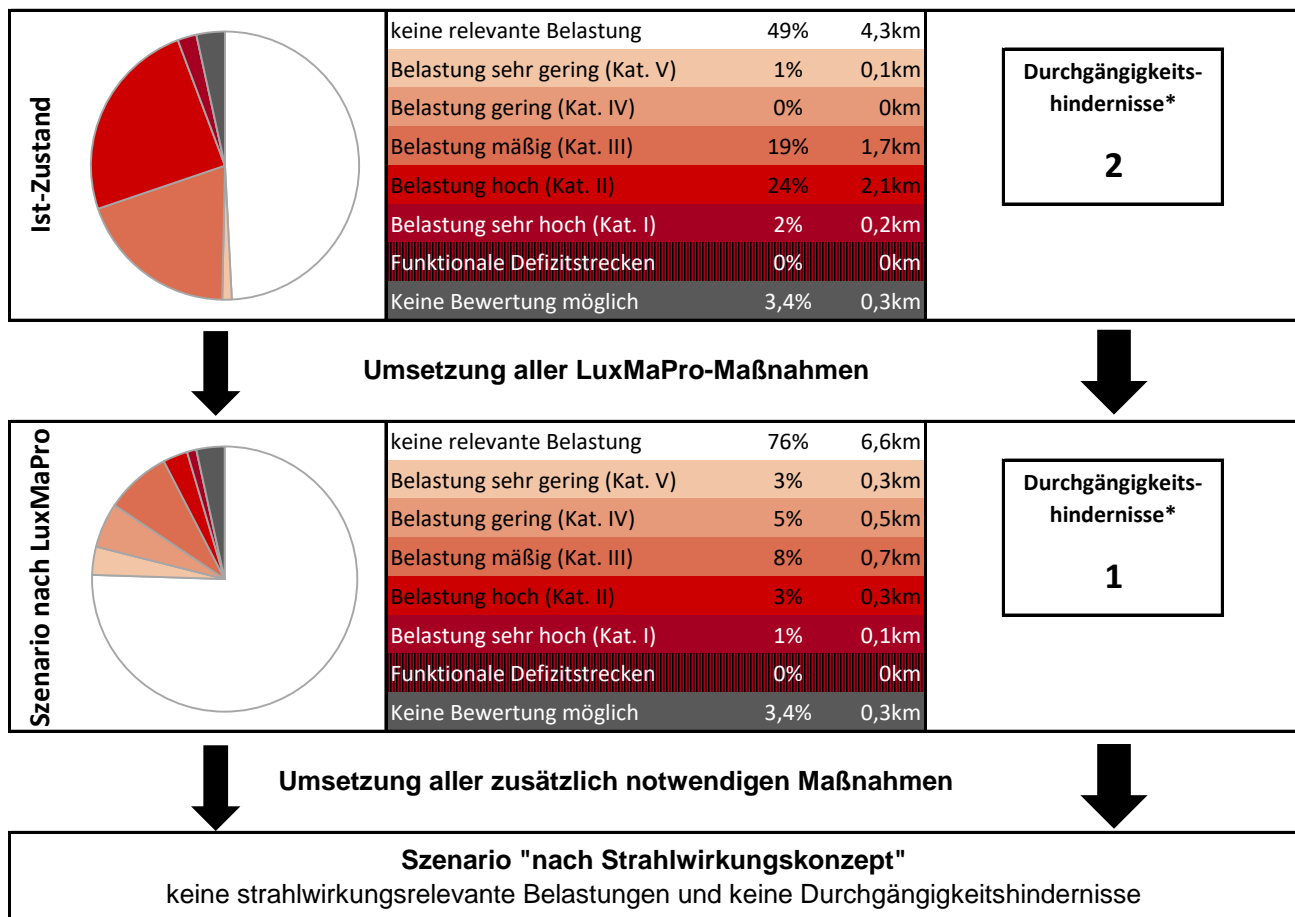 Ist-Zustand
keine relevante Belastung 49% 4,3km
Belastung sehr gering (Kat. V) 1% 0,1km
Belastung gering (Kat. IV) 0% 0km
Belastung mäßig (Kat. III) 19% 1,7km
Belastung hoch (Kat. II) 24% 2,1km
Belastung sehr hoch (Kat. I) 2% 0,2km
Funktionale Defizitstrecken 0% 0km
Keine Bewertung möglich 3,4% 0,3km
Durchgängigkeits-
hindernisse*
2
Umsetzung aller LuxMaPro-Maßnahmen
Szenario nach LuxMaPro
keine relevante Belastung 76% 6,6km
Belastung sehr gering (Kat. V) 3% 0,3km
Belastung gering (Kat. IV) 5% 0,5km
Belastung mäßig (Kat. III) 8% 0,7km
Belastung hoch (Kat. II) 3% 0,3km
Belastung sehr hoch (Kat. I) 1% 0,1km
Funktionale Defizitstrecken 0% 0km
Keine Bewertung möglich 3,4% 0,3km
Durchgängigkeits-
hindernisse*
1
Umsetzung aller zusätzlich notwendigen Maßnahmen
Szenario "nach Strahlwirkungskonzept"
keine strahlwirkungsrelevante Belastungen und keine Durchgängigkeitshindernisse